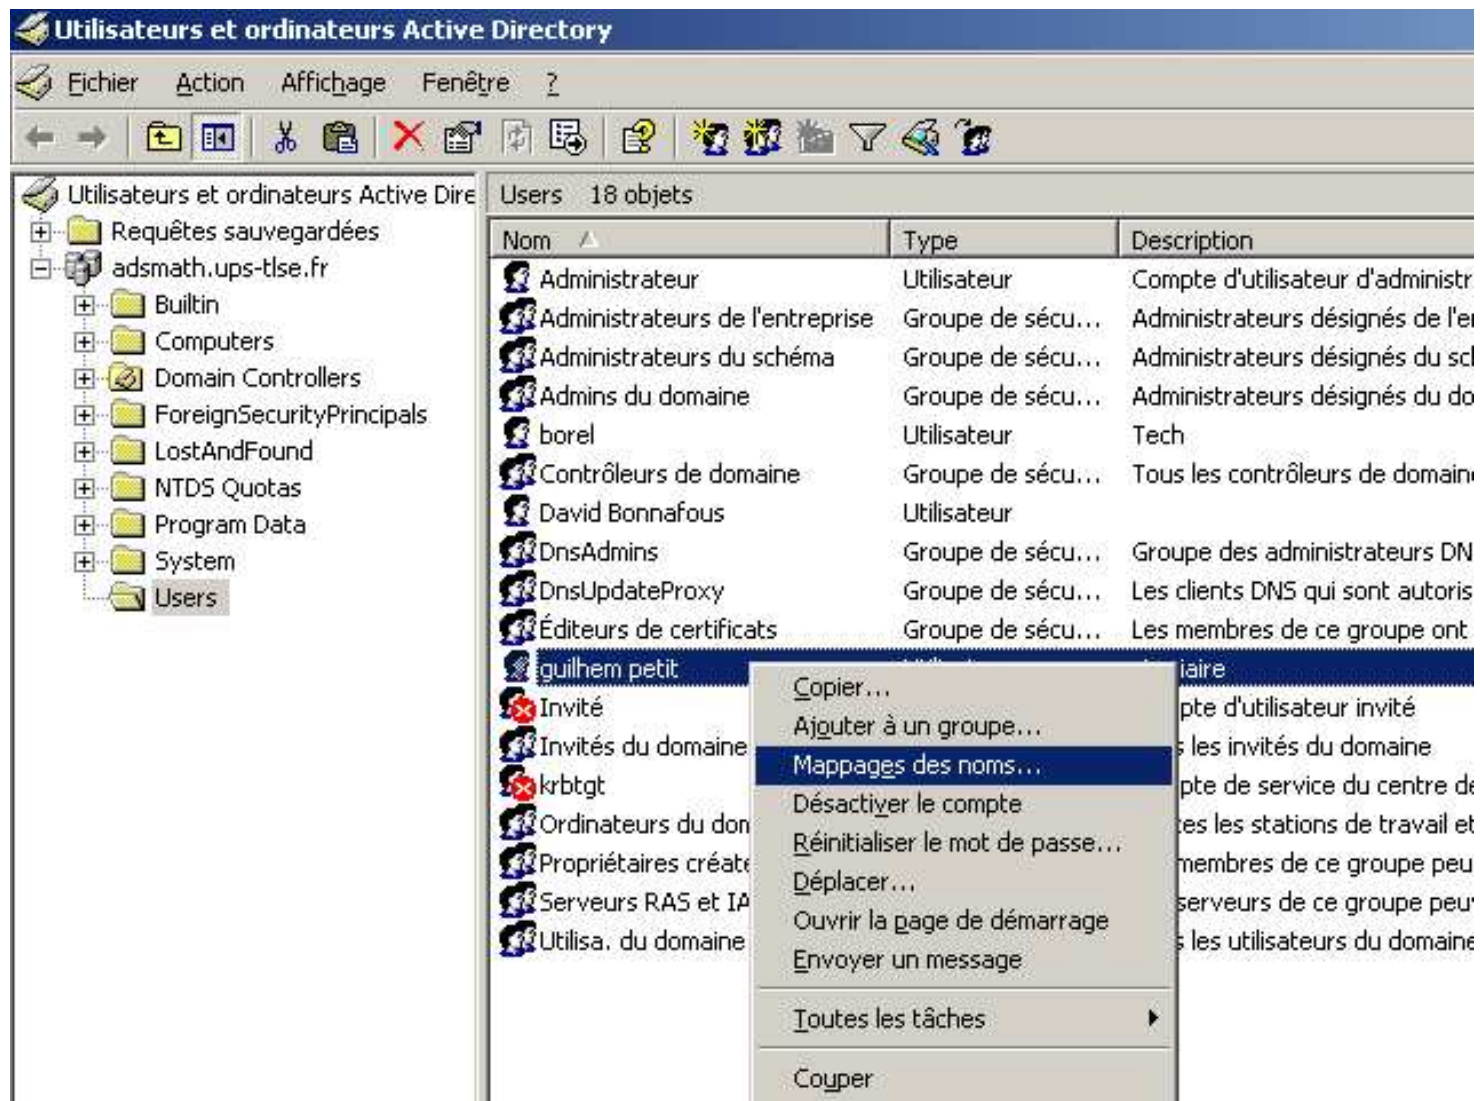 Utilisateurs et ordinateurs Active Directory
Fichier Action Affichage Fenêtre ?
Utilisateurs et ordinateurs Active Dire
Requêtes sauvegardées
adsmath.ups-tlse.fr
Builtin
Computers
Domain Controllers
ForeignSecurityPrincipals
LostAndFound
NTDS Quotas
Program Data
System
Users
Users 18 objets
Nom Type Description
Administrateur Utilisateur Compte d'utilisateur d'administr
Administrateurs de l'entreprise Groupe de sécu... Administrateurs désignés de l'e
Administrateurs du schéma Groupe de sécu... Administrateurs désignés du sc
Admins du domaine Groupe de sécu... Administrateurs désignés du do
borel Utilisateur Tech
Contrôleurs de domaine Groupe de sécu... Tous les contrôleurs de domain
David Bonnafous Utilisateur
DnsAdmins Groupe de sécu... Groupe des administrateurs DN
DnsUpdateProxy Groupe de sécu... Les clients DNS qui sont autoris
Éditeurs de certificats Groupe de sécu... Les membres de ce groupe ont
guilhem petit iaire
Invité pte d'utilisateur invité
Invités du domaine s les invités du domaine
krbtgt pte de service du centre de
Ordinateurs du don es les stations de travail et
Propriétaires créate membres de ce groupe peu
Serveurs RAS et IA serveurs de ce groupe peu
Utilisa. du domaine s les utilisateurs du domaine
Copier...
Ajouter à un groupe...
Mappages des noms...
Désactiver le compte
Réinitialiser le mot de passe...
Déplacer...
Ouvrir la page de démarrage
Envoyer un message
Toutes les tâches
Couper